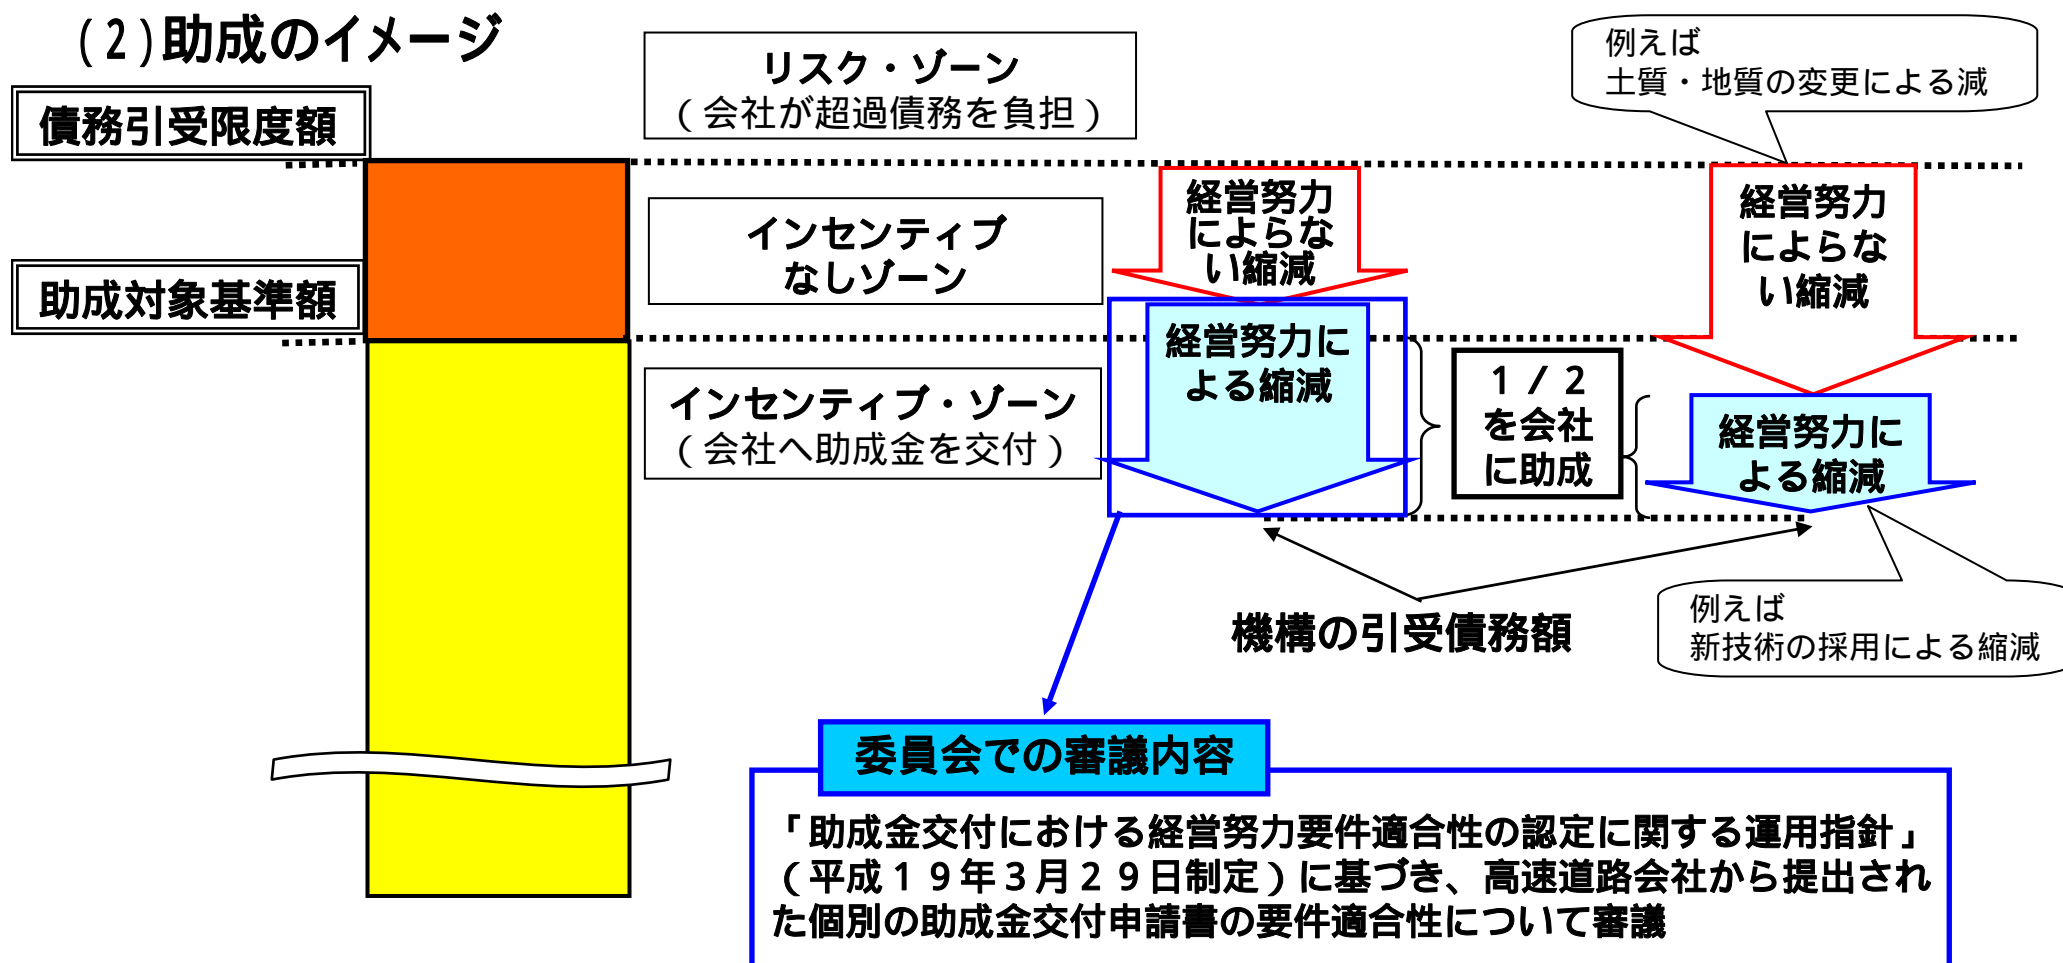 (2)助成のイメージ
債務引受限度額
助成対象基準額
リスク・ゾーン
(会社が超過債務を負担)
インセンティブ
なしゾーン
インセンティブ・ゾーン
(会社へ助成金を交付)
経営努力
によらな
い縮減
経営努力に
よる縮減
1/2
を会社
に助成
例えば
土質・地質の変更による減
経営努力
によらな
い縮減
経営努力に
よる縮減
例えば
新技術の採用による縮減
機構の引受債務額
委員会での審議内容
「助成金交付における経営努力要件適合性の認定に関する運用指針」
(平成19年3月29日制定)に基づき、高速道路会社から提出され
た個別の助成金交付申請書の要件適合性について審議